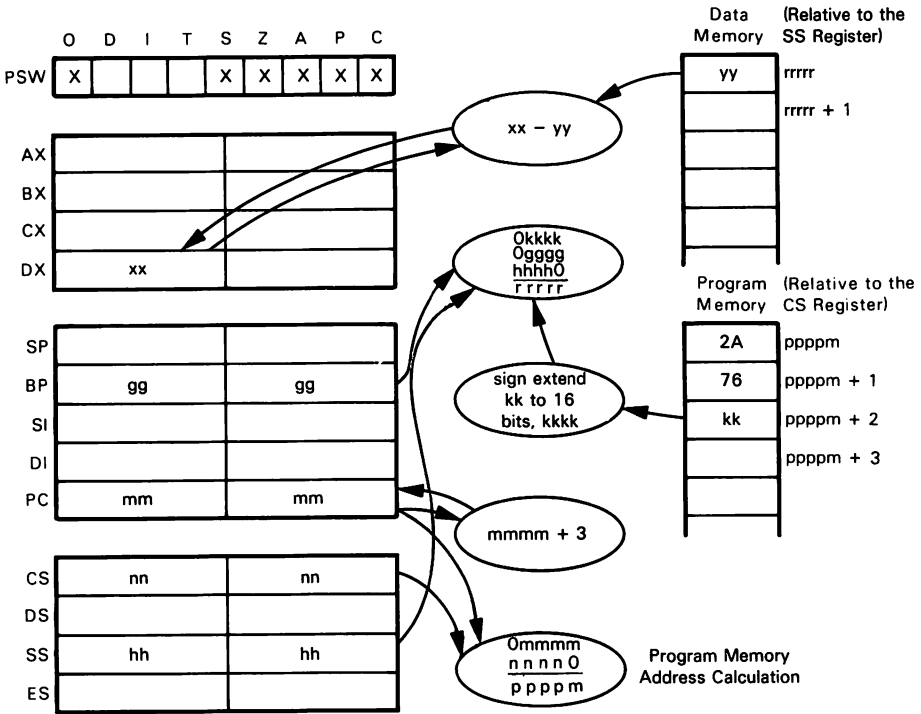 O D I T S Z A P C
PSW X X X X X X
AX
BX
CX
DX xx
SP
BP gg gg
SI
DI
PC mm mm
CS nn nn
DS
SS hh hh
ES
xx – yy
0kkkk
0gggg
hhhh0
rrrrr
sign extend
kk to 16
bits, kkkk
mmmm + 3
0mmmm
nnnn0
ppppm
Program Memory
Address Calculation
Data
Memory
(Relative to the
SS Register)
yy rrrrr
rrrrr + 1
Program
Memory
(Relative to the
CS Register)
2A ppppm
76 ppppm + 1
kk ppppm + 2
ppppm + 3